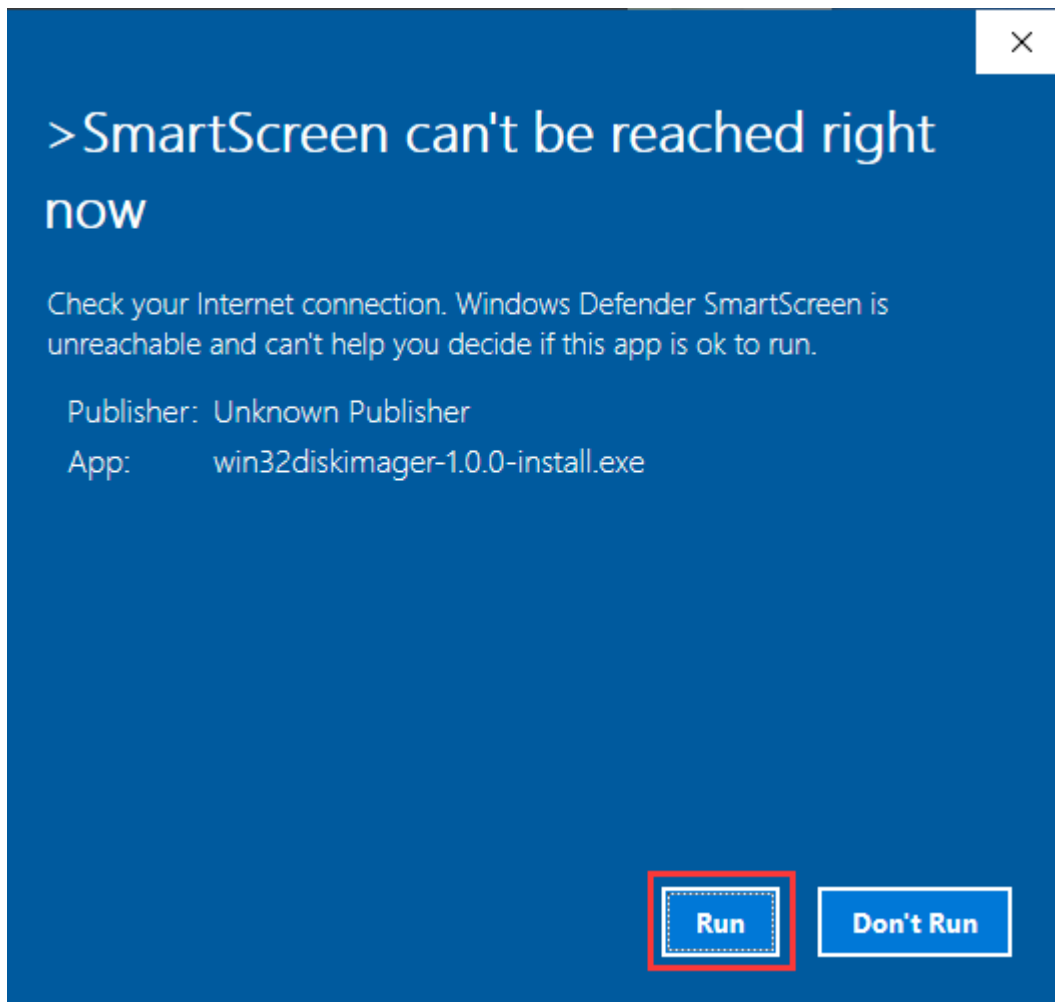 >SmartScreen can't be reached right
now
Check your Internet connection. Windows Defender SmartScreen is
unreachable and can't help you decide if this app is ok to run.
Publisher: Unknown Publisher
App: win32diskimager-1.0.0-install.exe
Run Don't Run